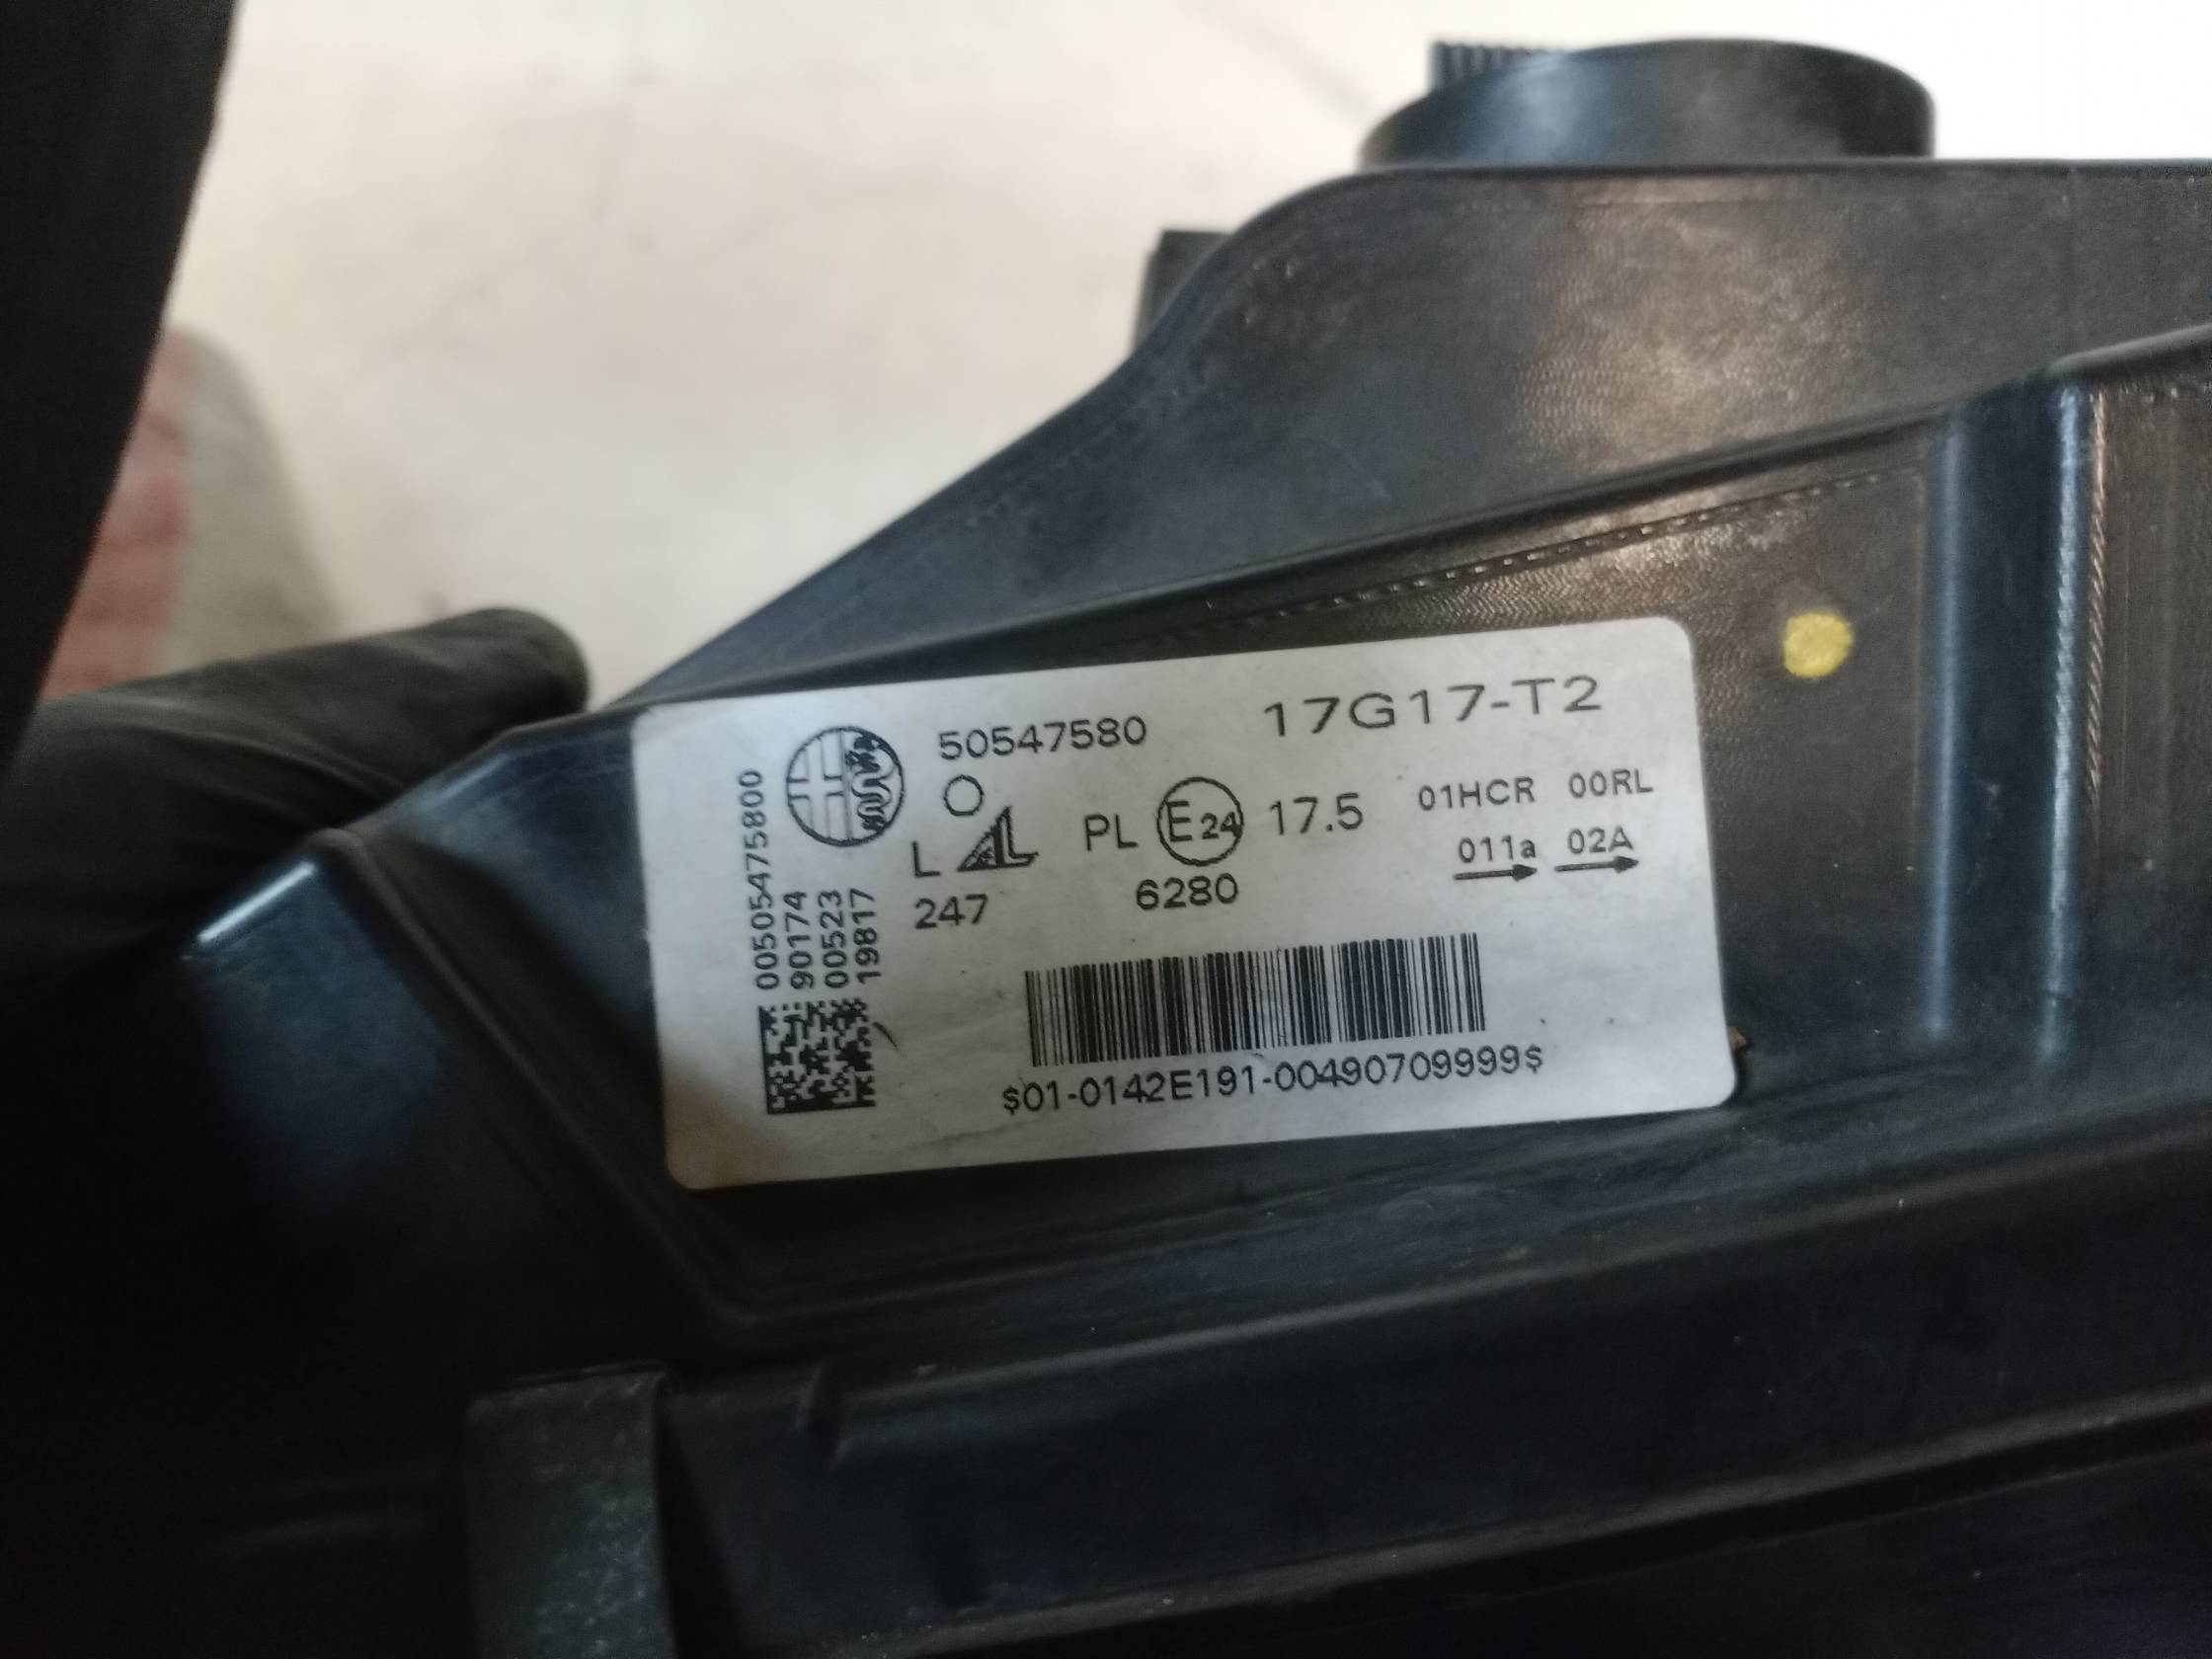 50547580 17G17-T2
L AL PL E24 17.5 01HCR 00RL
011a 02A
247 6280
00505475800
90174
00523
19817
$01-0142E191-00490709999$